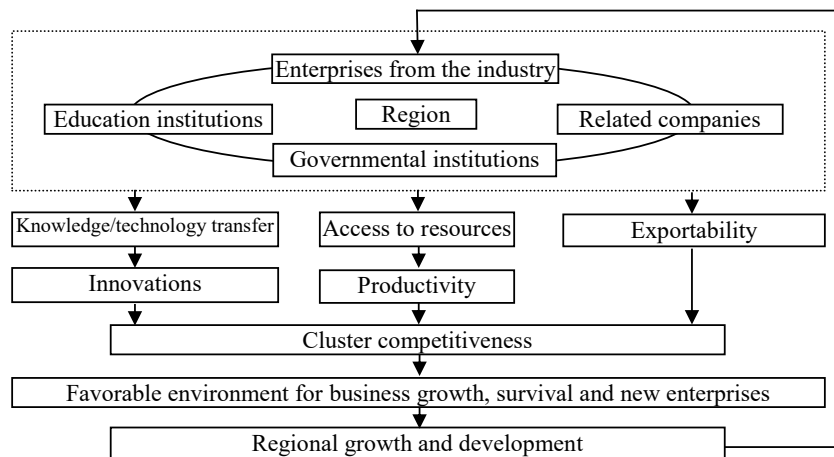 Enterprises from the industry
Education institutions
Region
Related companies
Governmental institutions
Knowledge/technology transfer
Access to resources
Exportability
Innovations
Productivity
Cluster competitiveness
Favorable environment for business growth, survival and new enterprises
Regional growth and development